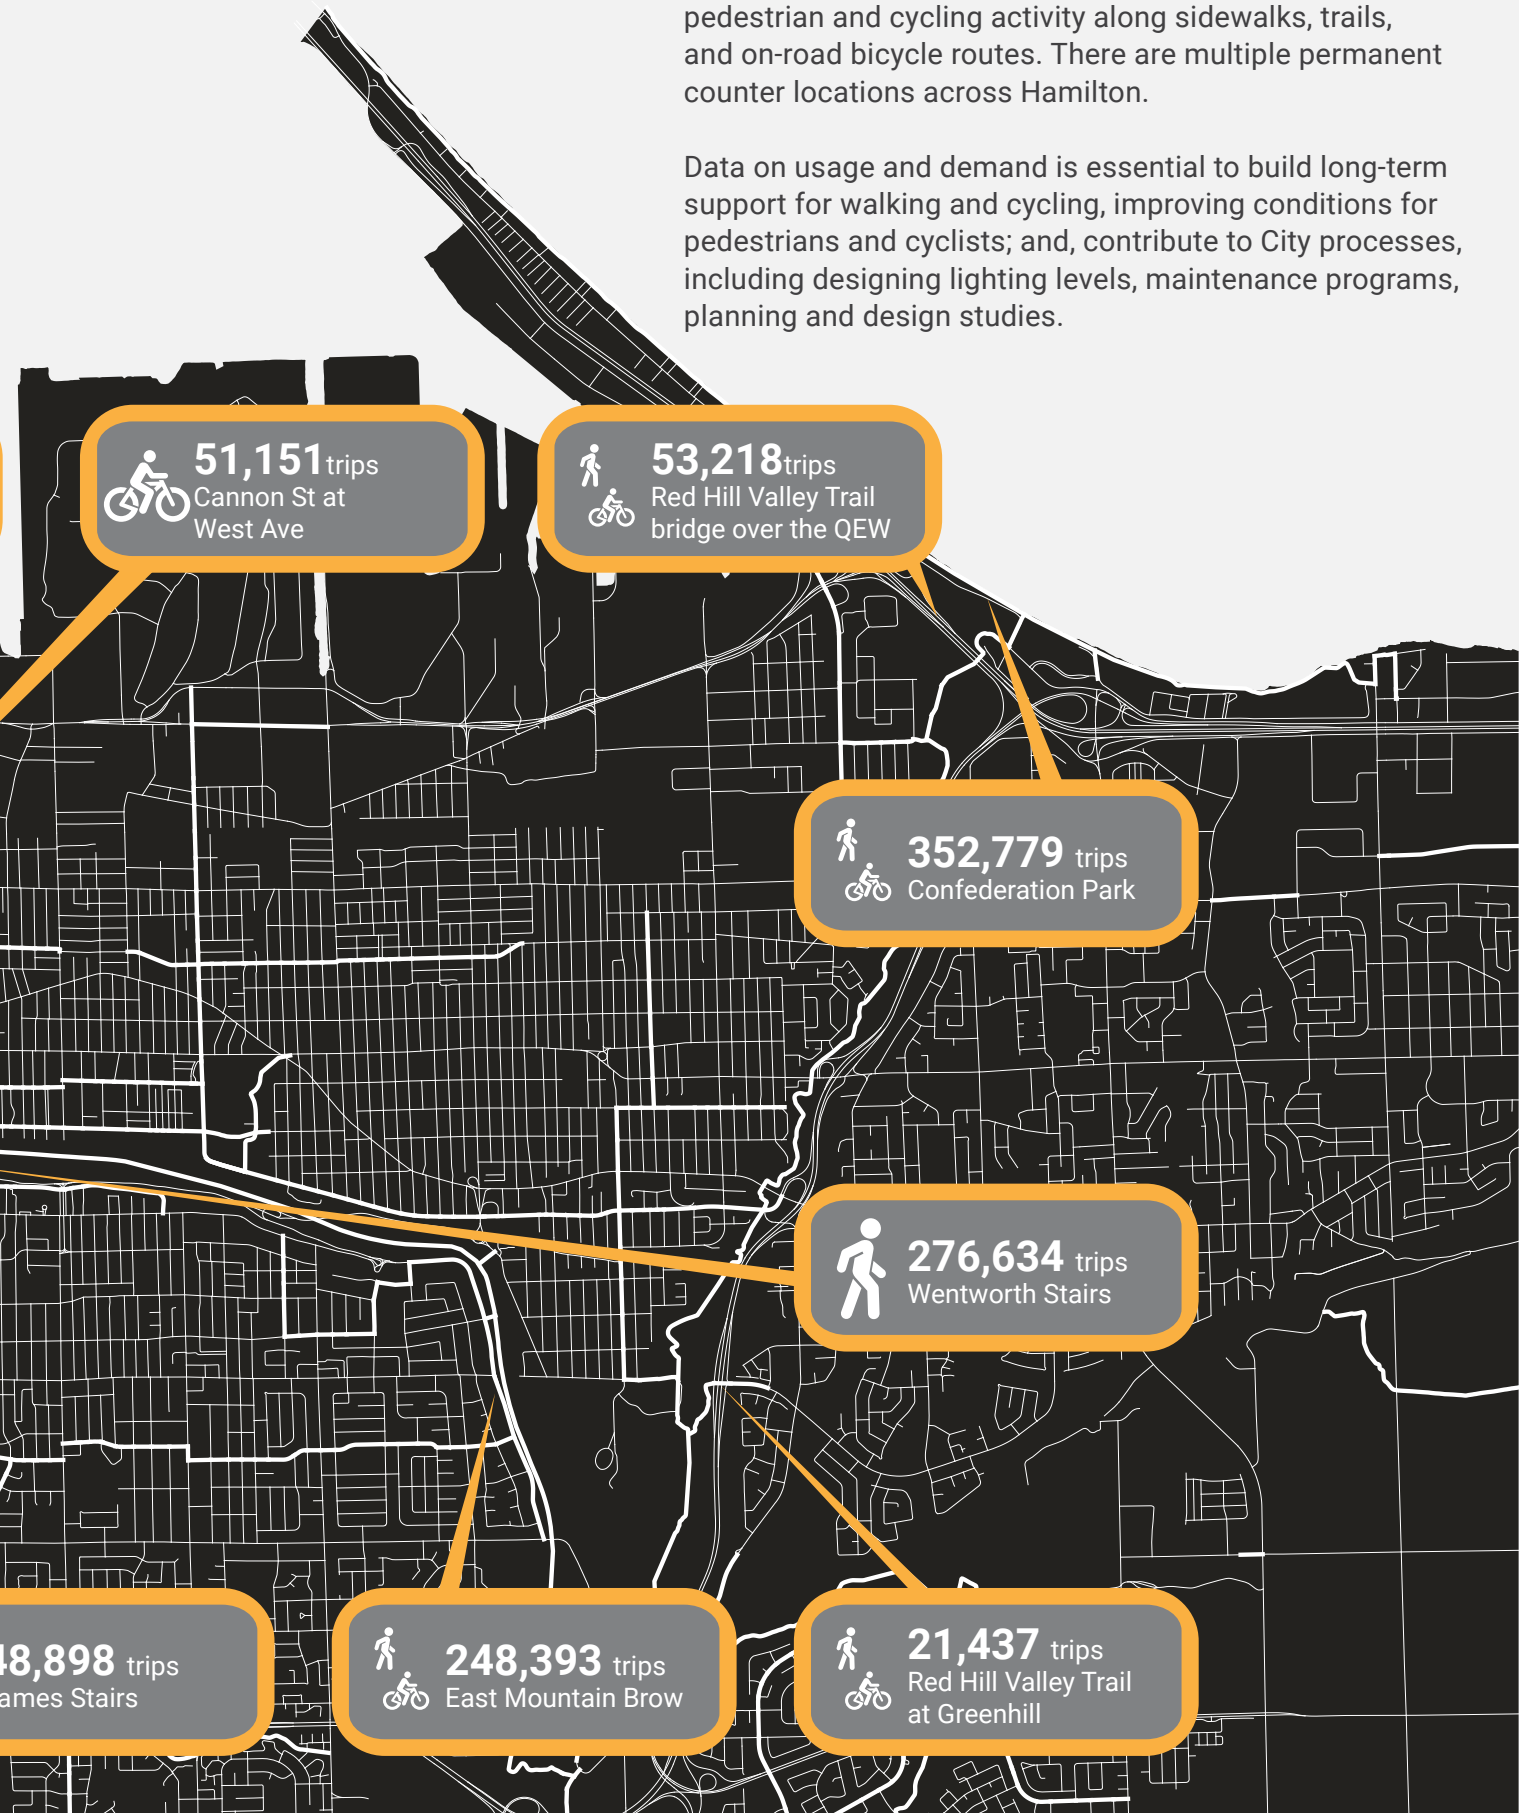 pedestrian and cycling activity along sidewalks, trails,
and on-road bicycle routes. There are multiple permanent
counter locations across Hamilton.
Data on usage and demand is essential to build long-term
support for walking and cycling, improving conditions for
pedestrians and cyclists; and, contribute to City processes,
including designing lighting levels, maintenance programs,
planning and design studies.
51,151 trips
Cannon St at
West Ave
53,218 trips
Red Hill Valley Trail
bridge over the QEW
352,779 trips
Confederation Park
276,634 trips
Wentworth Stairs
48,898 trips
ames Stairs
248,393 trips
East Mountain Brow
21,437 trips
Red Hill Valley Trail
at Greenhill